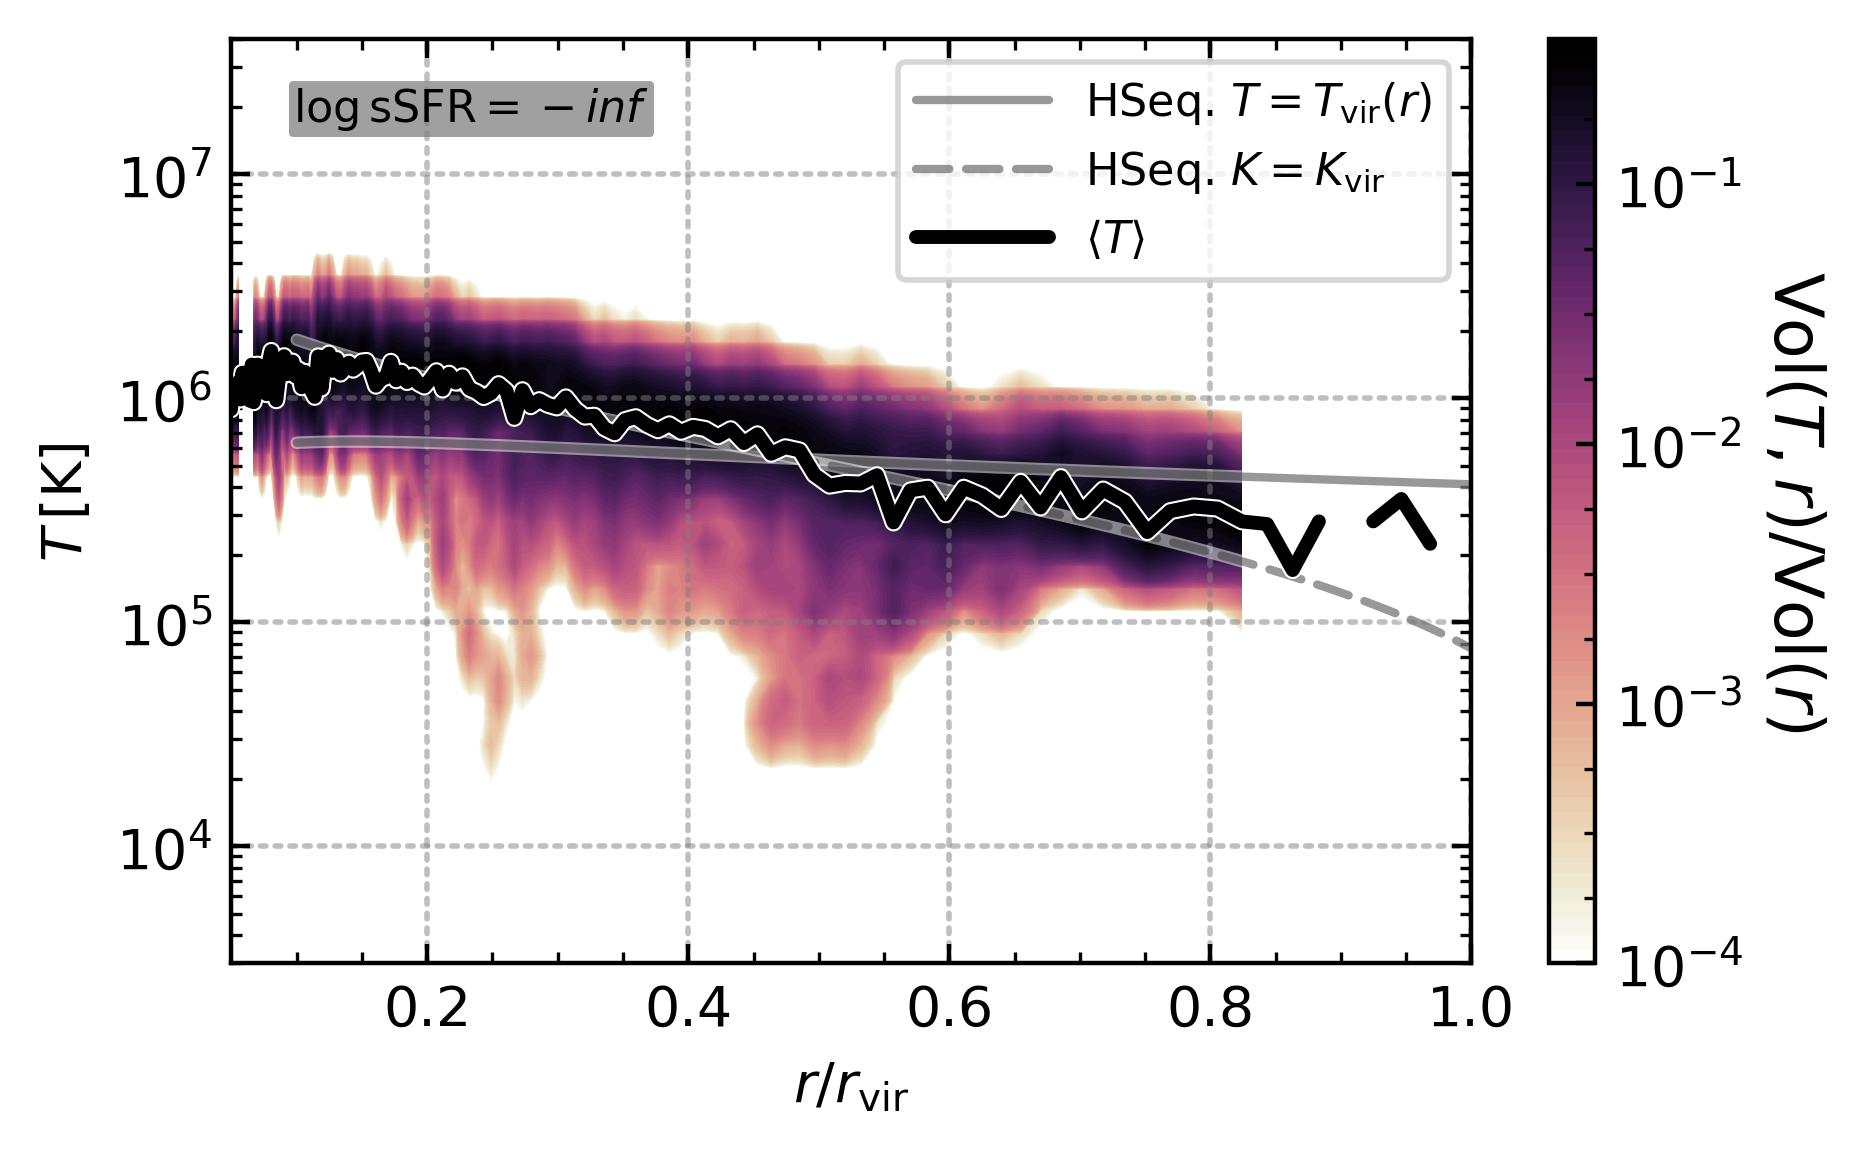 log sSFR = −inf
HSeq. T = T_vir(r)
HSeq. K = K_vir
⟨T⟩
10^7
10^6
10^5
10^4
T [K]
0.2 0.4 0.6 0.8 1.0
r/r_vir
10^−1
10^−2
10^−3
10^−4
Vol(T, r)/Vol(r)